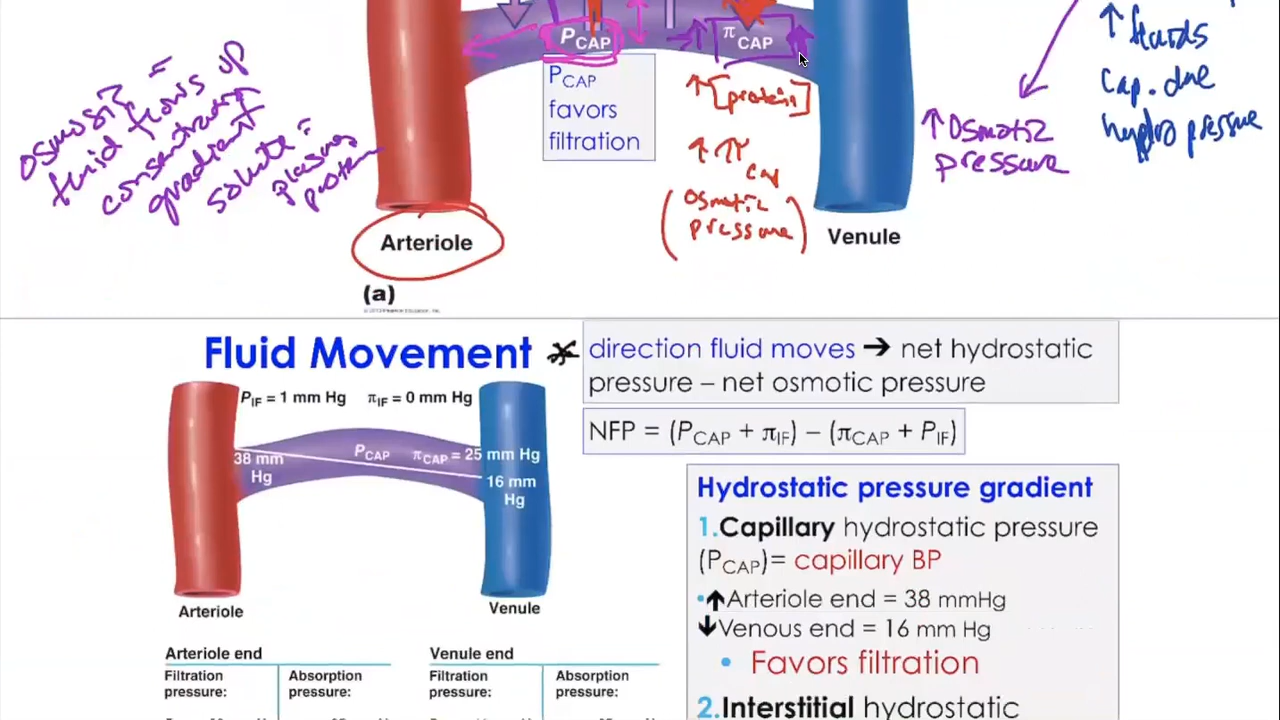 PCAP
πCAP
PCAP
favors
filtration
↑[protein]
↑ π cap
(osmotic
pressure)
osmosis =
fluid flows up
gradient
solute =
plasma
protein
↑ osmotic
pressure
↑ fluids
cap. due
hydro pressure
Arteriole
Venule
(a)
Fluid Movement
direction fluid moves ➔ net hydrostatic
pressure – net osmotic pressure
NFP = (PCAP + πIF) – (πCAP + PIF)
PIF = 1 mm Hg πIF = 0 mm Hg
PCAP πCAP = 25 mm Hg
38 mm
Hg
16 mm
Hg
Arteriole
Venule
Hydrostatic pressure gradient
1.Capillary hydrostatic pressure
(PCAP)= capillary BP
•↑Arteriole end = 38 mmHg
↓Venous end = 16 mm Hg
• Favors filtration
2.Interstitial hydrostatic
Arteriole end
Filtration
pressure:
Absorption
pressure:
Venule end
Filtration
pressure:
Absorption
pressure: